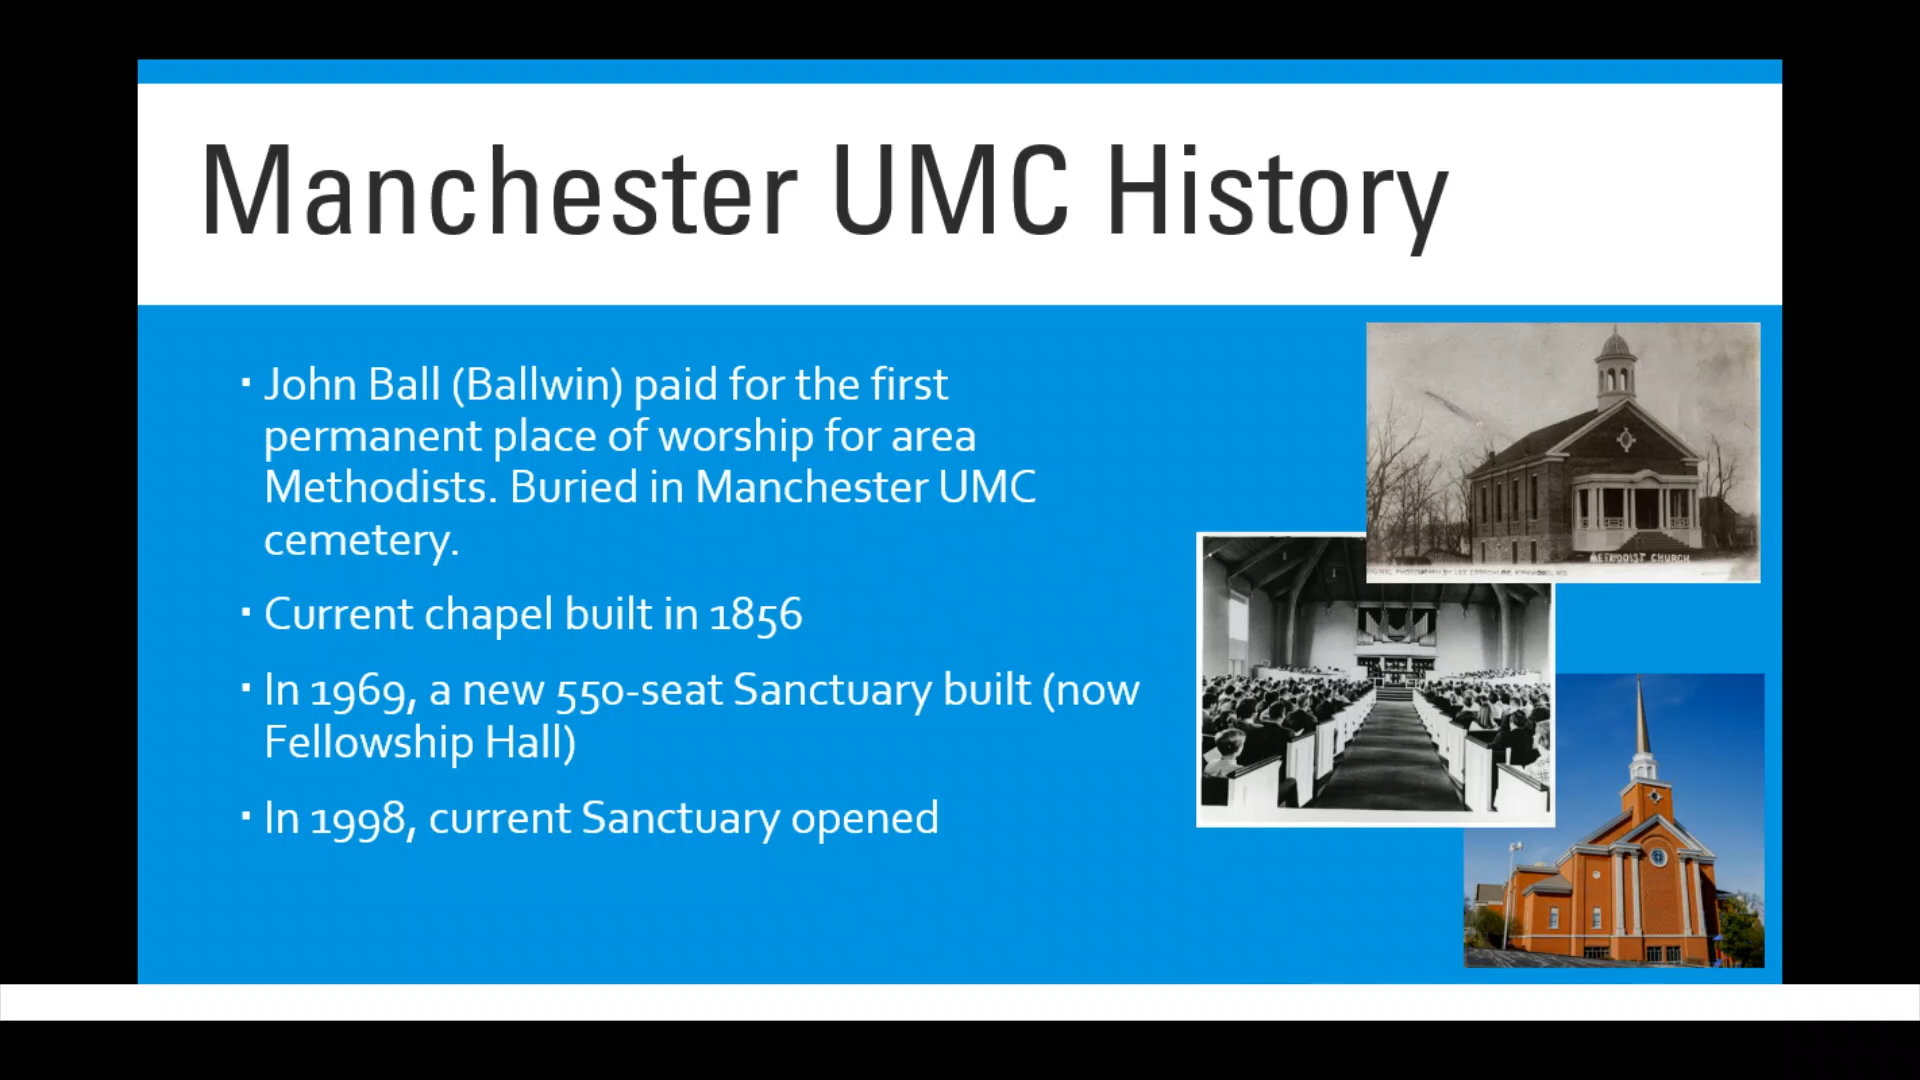 Manchester UMC History
▪ John Ball (Ballwin) paid for the first
permanent place of worship for area
Methodists. Buried in Manchester UMC
cemetery.
▪ Current chapel built in 1856
▪ In 1969, a new 550-seat Sanctuary built (now
Fellowship Hall)
▪ In 1998, current Sanctuary opened
METHODIST CHURCH